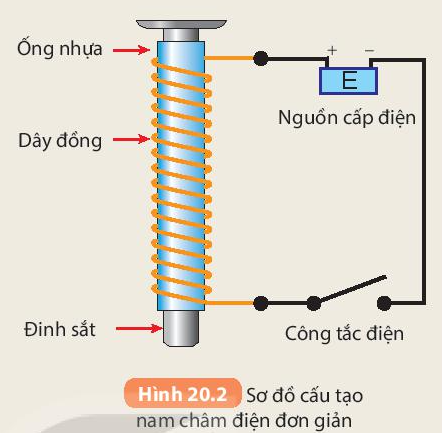 Ống nhựa
+ −
E
Nguồn cấp điện
Dây đồng
Đinh sắt
Công tắc điện
Hình 20.2 Sơ đồ cấu tạo
nam châm điện đơn giản